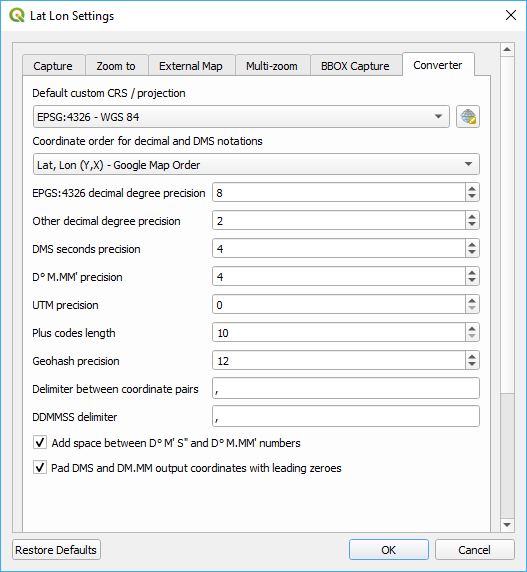 Lat Lon Settings
Capture Zoom to External Map Multi-zoom BBOX Capture Converter
Default custom CRS / projection
EPSG:4326 - WGS 84
Coordinate order for decimal and DMS notations
Lat, Lon (Y,X) - Google Map Order
EPGS:4326 decimal degree precision 8
Other decimal degree precision 2
DMS seconds precision 4
D° M.MM' precision 4
UTM precision 0
Plus codes length 10
Geohash precision 12
Delimiter between coordinate pairs ,
DDMMSS delimiter ,
Add space between D° M' S" and D° M.MM' numbers
Pad DMS and DM.MM output coordinates with leading zeroes
Restore Defaults OK Cancel